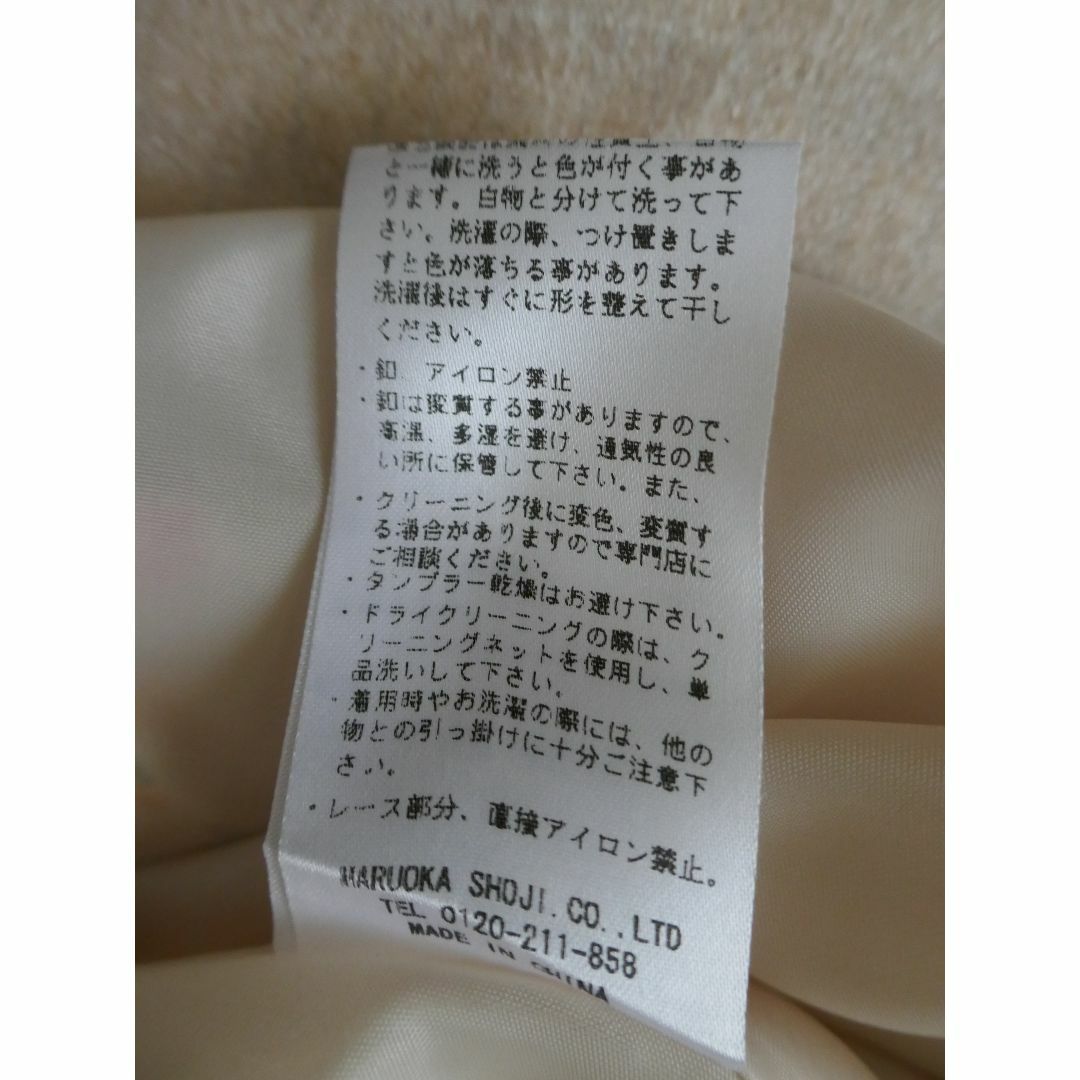 と一緒に洗うと色が付く事があ
ります。白物と分けて洗って下
さい。洗濯の際、つけ置きしま
すと色が落ちる事があります。
洗濯後はすぐに形を整えて干し
ください。
・釦、アイロン禁止
・釦は変質する事がありますので、
高温、多湿を避け、通気性の良
い所に保管して下さい。また、
・クリーニング後に変色、変質す
る場合がありますので専門店に
ご相談ください。
・タンブラー乾燥はお避け下さい。
・ドライクリーニングの際は、ク
リーニングネットを使用し、単
品洗いして下さい。
・着用時やお洗濯の際には、他の
物との引っ掛けに十分ご注意下
さい。
・レース部分、直接アイロン禁止。
MARUOKA SHOJI.CO.,LTD
TEL 0120-211-858
MADE IN CHINA